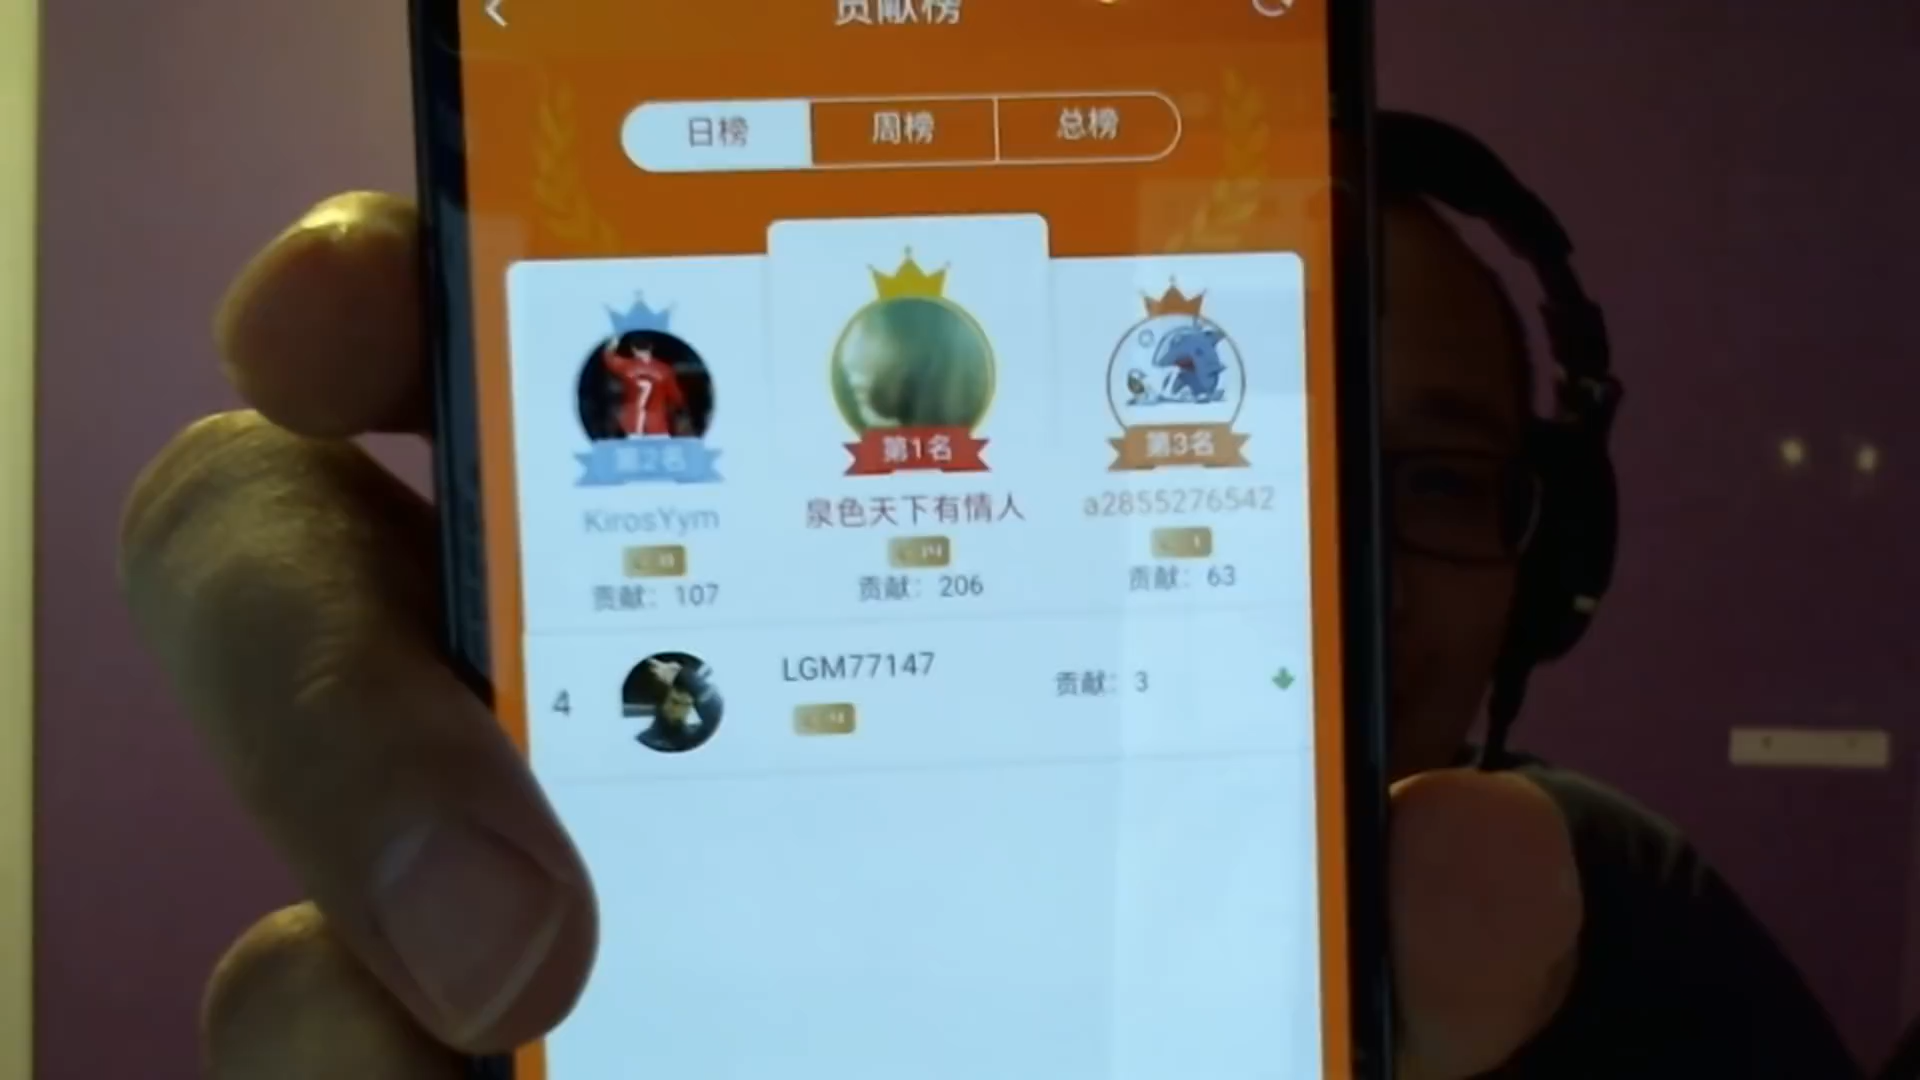 贡献榜
日榜 周榜 总榜
第2名 第1名 第3名
7
KirosYym 泉色天下有情人 a2855276542
贡献：107 贡献：206 贡献：63
4 LGM77147 贡献：3